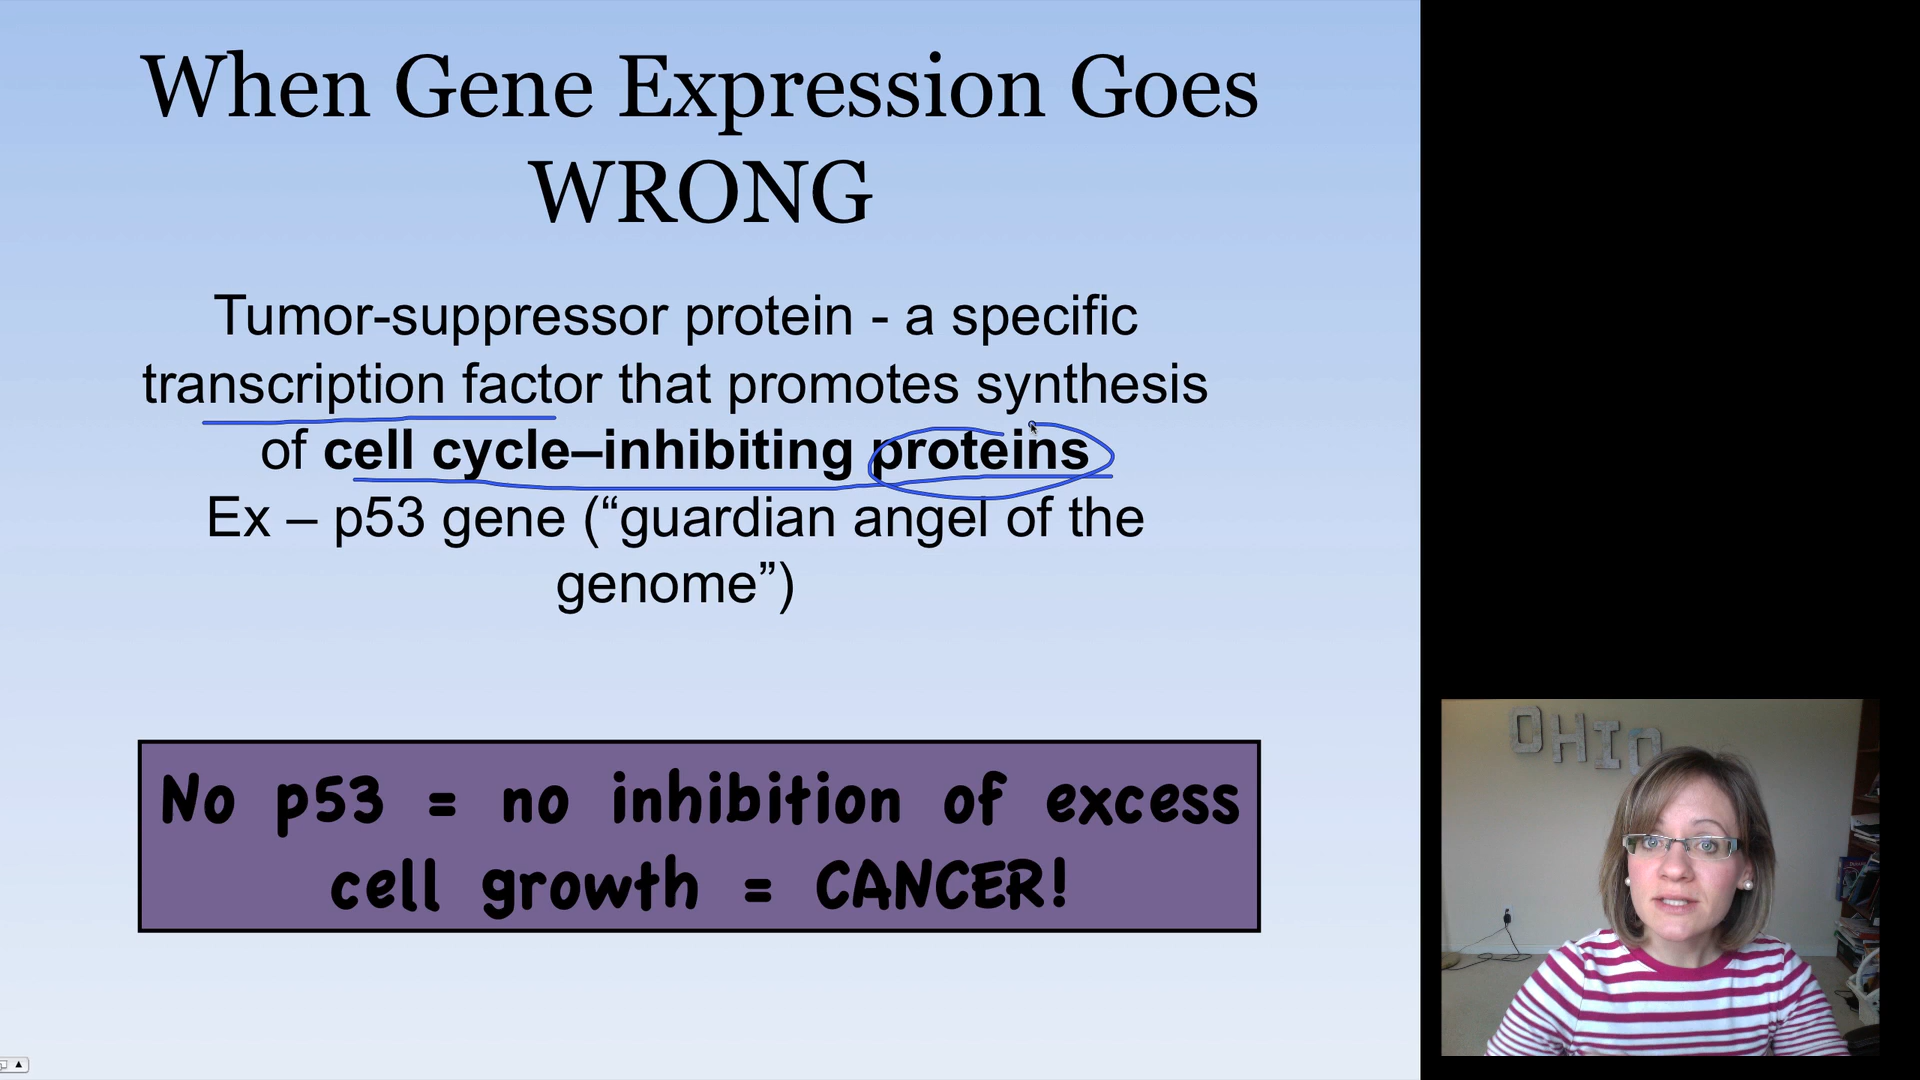 When Gene Expression Goes
WRONG
Tumor-suppressor protein - a specific
transcription factor that promotes synthesis
of cell cycle–inhibiting proteins
Ex – p53 gene (“guardian angel of the
genome”)
No p53 = no inhibition of excess
cell growth = CANCER!
OHIO